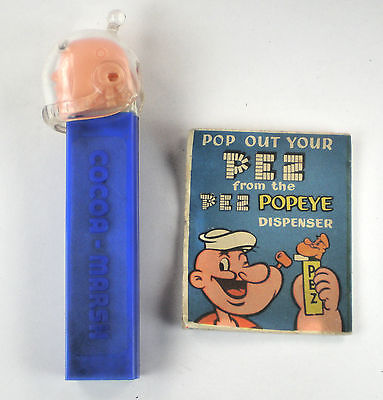 COCOA-MARSH
POP OUT YOUR
PEZ
from the
PEZ POPEYE
DISPENSER
PEZ